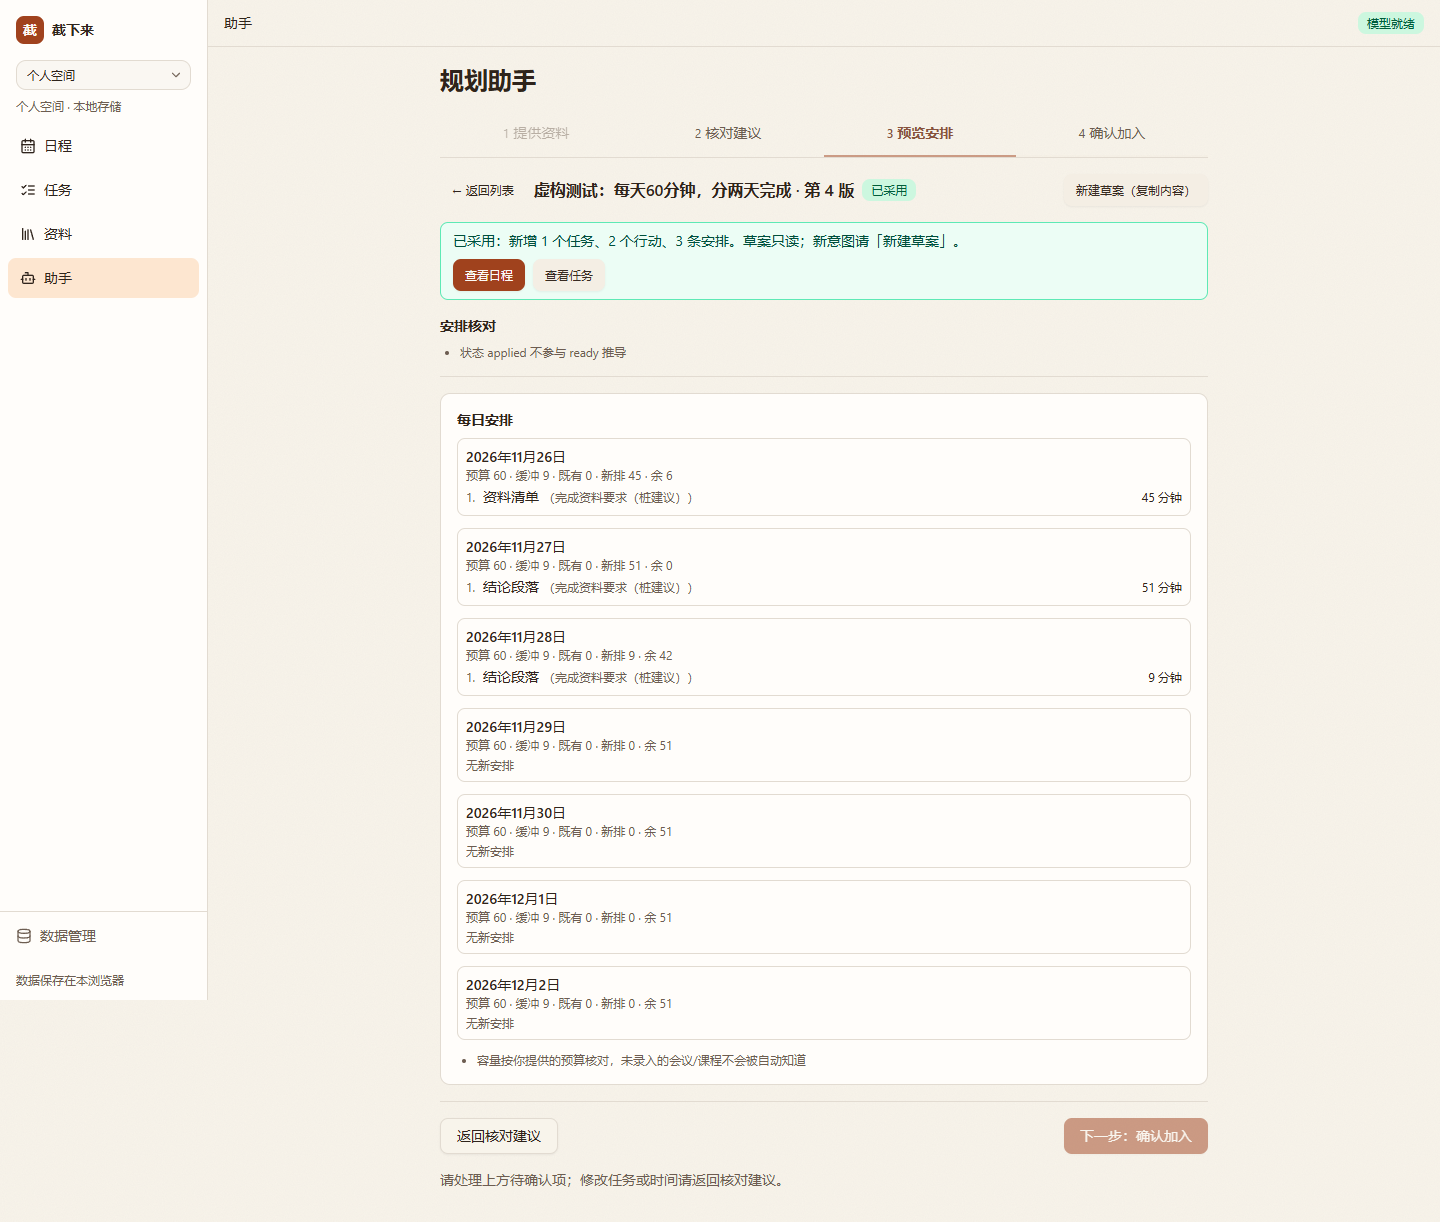 截 截下来
个人空间
个人空间 · 本地存储
日程
任务
资料
助手
数据管理
数据保存在本浏览器
助手
模型就绪
规划助手
1 提供资料
2 核对建议
3 预览安排
4 确认加入
← 返回列表
虚构测试：每天60分钟，分两天完成 · 第 4 版
已采用
新建草案（复制内容）
已采用：新增 1 个任务、2 个行动、3 条安排。草案只读；新意图请「新建草案」。
查看日程
查看任务
安排核对
状态 applied 不参与 ready 推导
每日安排
2026年11月26日
预算 60 · 缓冲 9 · 既有 0 · 新排 45 · 余 6
1. 资料清单 （完成资料要求（桩建议））
45 分钟
2026年11月27日
预算 60 · 缓冲 9 · 既有 0 · 新排 51 · 余 0
1. 结论段落 （完成资料要求（桩建议））
51 分钟
2026年11月28日
预算 60 · 缓冲 9 · 既有 0 · 新排 9 · 余 42
1. 结论段落 （完成资料要求（桩建议））
9 分钟
2026年11月29日
预算 60 · 缓冲 9 · 既有 0 · 新排 0 · 余 51
无新安排
2026年11月30日
预算 60 · 缓冲 9 · 既有 0 · 新排 0 · 余 51
无新安排
2026年12月1日
预算 60 · 缓冲 9 · 既有 0 · 新排 0 · 余 51
无新安排
2026年12月2日
预算 60 · 缓冲 9 · 既有 0 · 新排 0 · 余 51
无新安排
容量按你提供的预算核对，未录入的会议/课程不会被自动知道
返回核对建议
下一步：确认加入
请处理上方待确认项；修改任务或时间请返回核对建议。